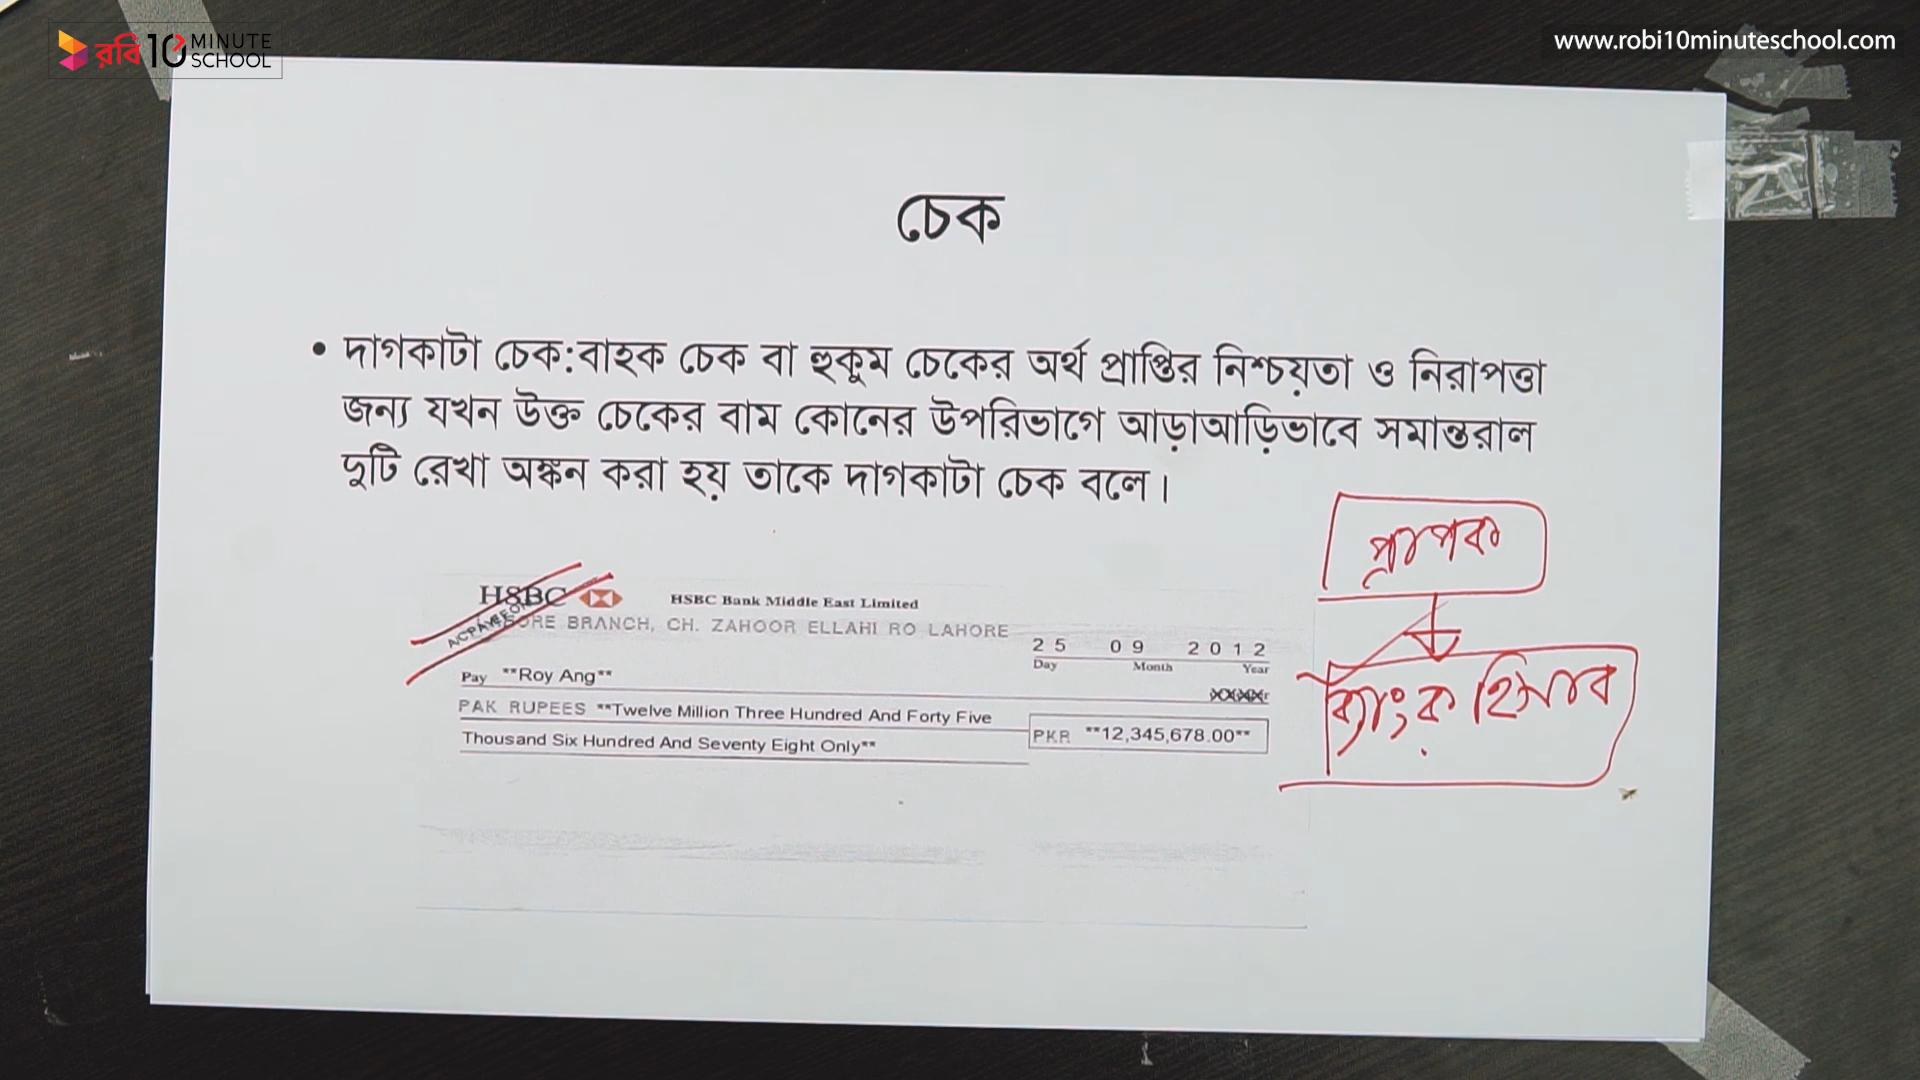 রবি 10 MINUTE SCHOOL
www.robi10minuteschool.com
চেক
• দাগকাটা চেক:বাহক চেক বা হুকুম চেকের অর্থ প্রাপ্তির নিশ্চয়তা ও নিরাপত্তা
জন্য যখন উক্ত চেকের বাম কোনের উপরিভাগে আড়াআড়িভাবে সমান্তরাল
দুটি রেখা অঙ্কন করা হয় তাকে দাগকাটা চেক বলে।
প্রাপক
ব্যাংক হিসাব
HSBC
HSBC Bank Middle East Limited
A/C PAYEE
BRANCH, CH. ZAHOOR ELLAHI RO LAHORE
25 09 2012
Day Month Year
Pay **Roy Ang**
PAK RUPEES **Twelve Million Three Hundred And Forty Five
Thousand Six Hundred And Seventy Eight Only**
PKR **12,345,678.00**